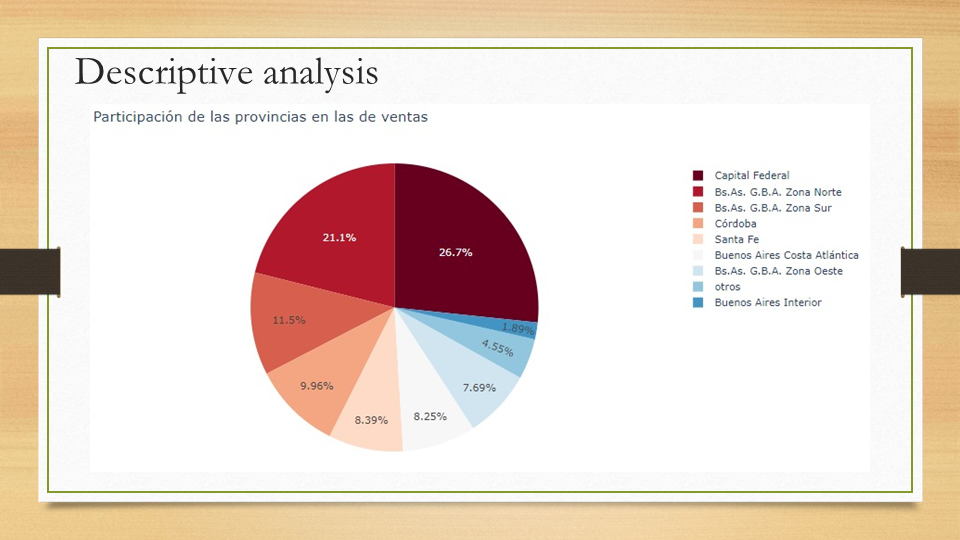 Descriptive analysis
Participación de las provincias en las de ventas
26.7%
21.1%
11.5%
9.96%
8.39%
8.25%
7.69%
4.55%
1.89%
Capital Federal
Bs.As. G.B.A. Zona Norte
Bs.As. G.B.A. Zona Sur
Córdoba
Santa Fe
Buenos Aires Costa Atlántica
Bs.As. G.B.A. Zona Oeste
otros
Buenos Aires Interior